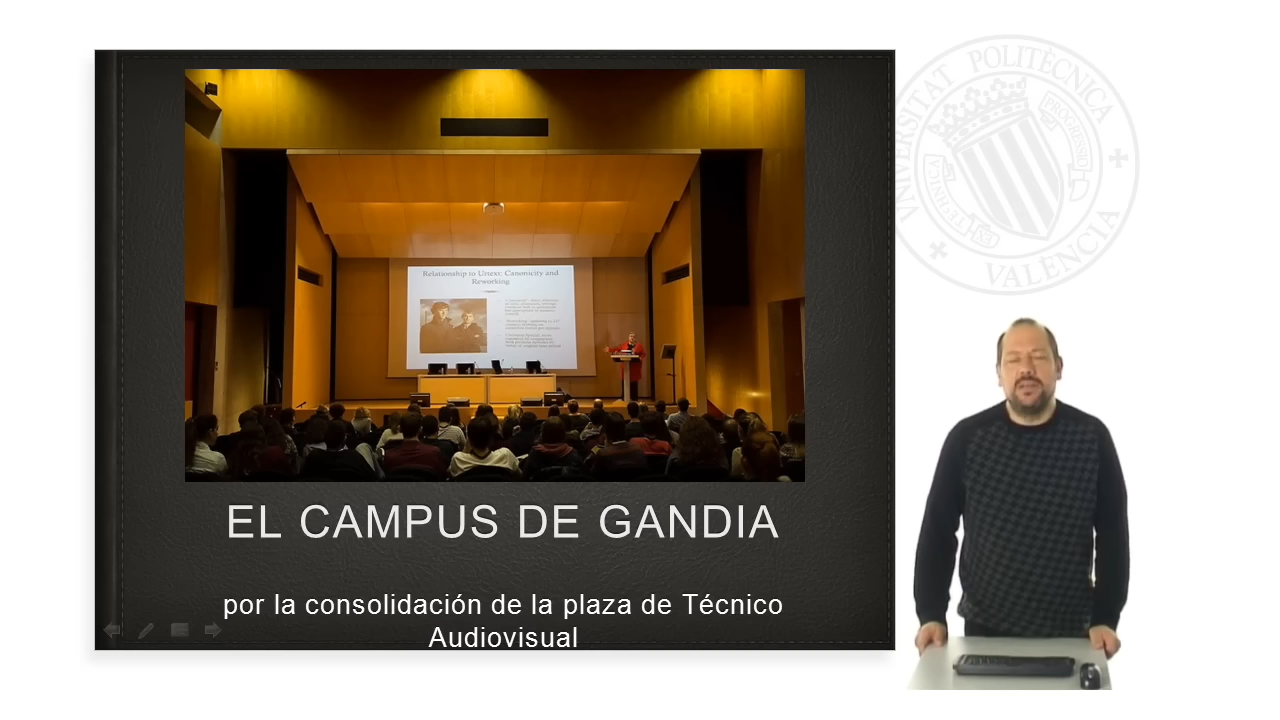 UNIVERSITAT POLITÈCNICA
VALÈNCIA
Relationship to Urtext: Canonicity and
Reworking
EL CAMPUS DE GANDIA
por la consolidación de la plaza de Técnico
Audiovisual